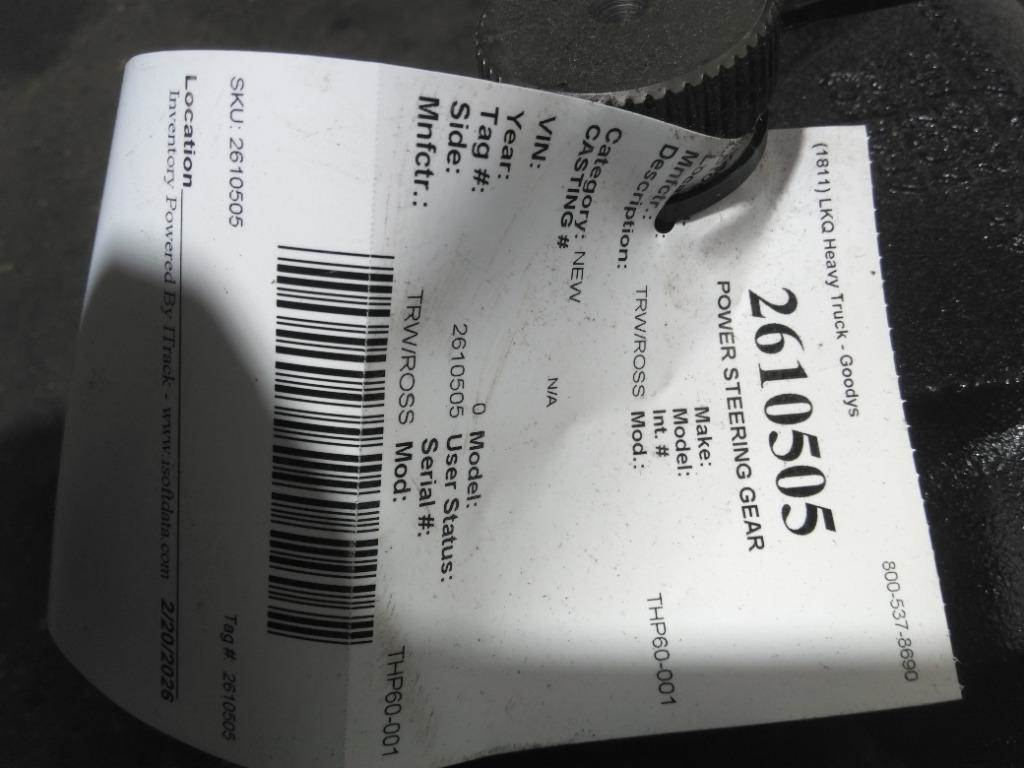 (1811) LKQ Heavy Truck - Goodys 800-537-8690
2610505
POWER STEERING GEAR
Make:
Model:
Mnfctr.: Int. #
Description: TRW/ROSS Mod.: THP60-001
Category: NEW
CASTING # N/A
VIN:
Year: 0 Model:
Tag #: 2610505 User Status:
Side: Serial #:
Mnfctr.: TRW/ROSS Mod: THP60-001
SKU: 2610505 Tag# 2610505
Location
Inventory Powered By ITrack - www.isoftdata.com 2/20/2026